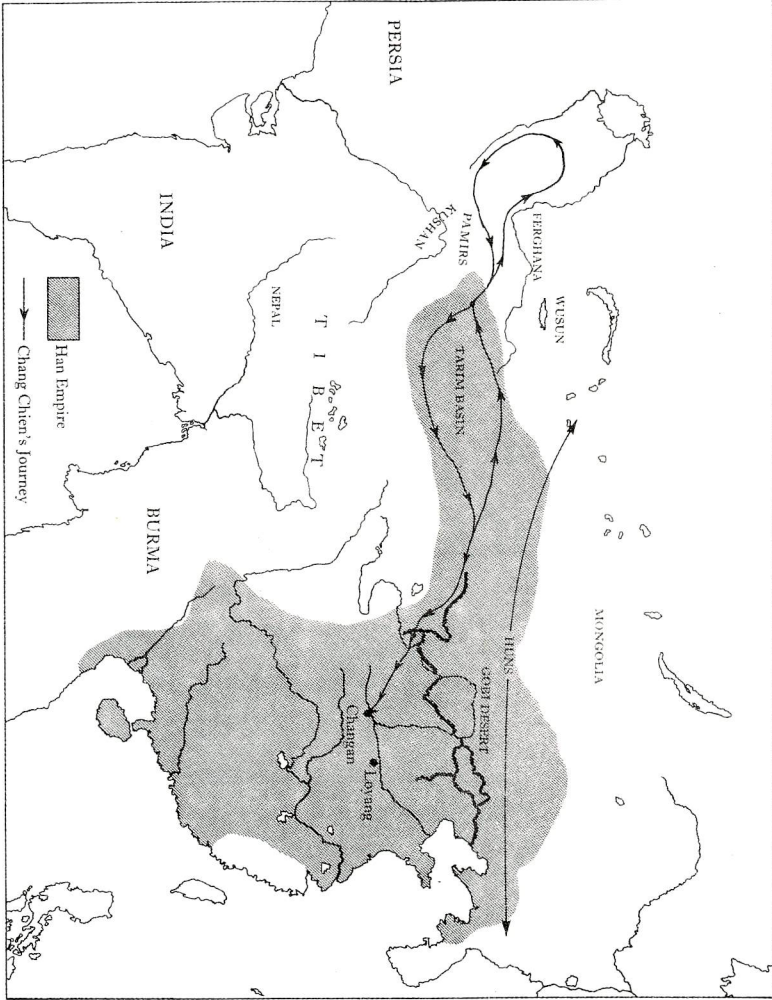 PERSIA
FERGHANA
WUSUN
PAMIRS
KUSHAN
TARIM BASIN
MONGOLIA
HUNS
GOBI DESERT
INDIA
NEPAL
TIBET
Changan
Loyang
BURMA
Han Empire
Chang Chien's Journey